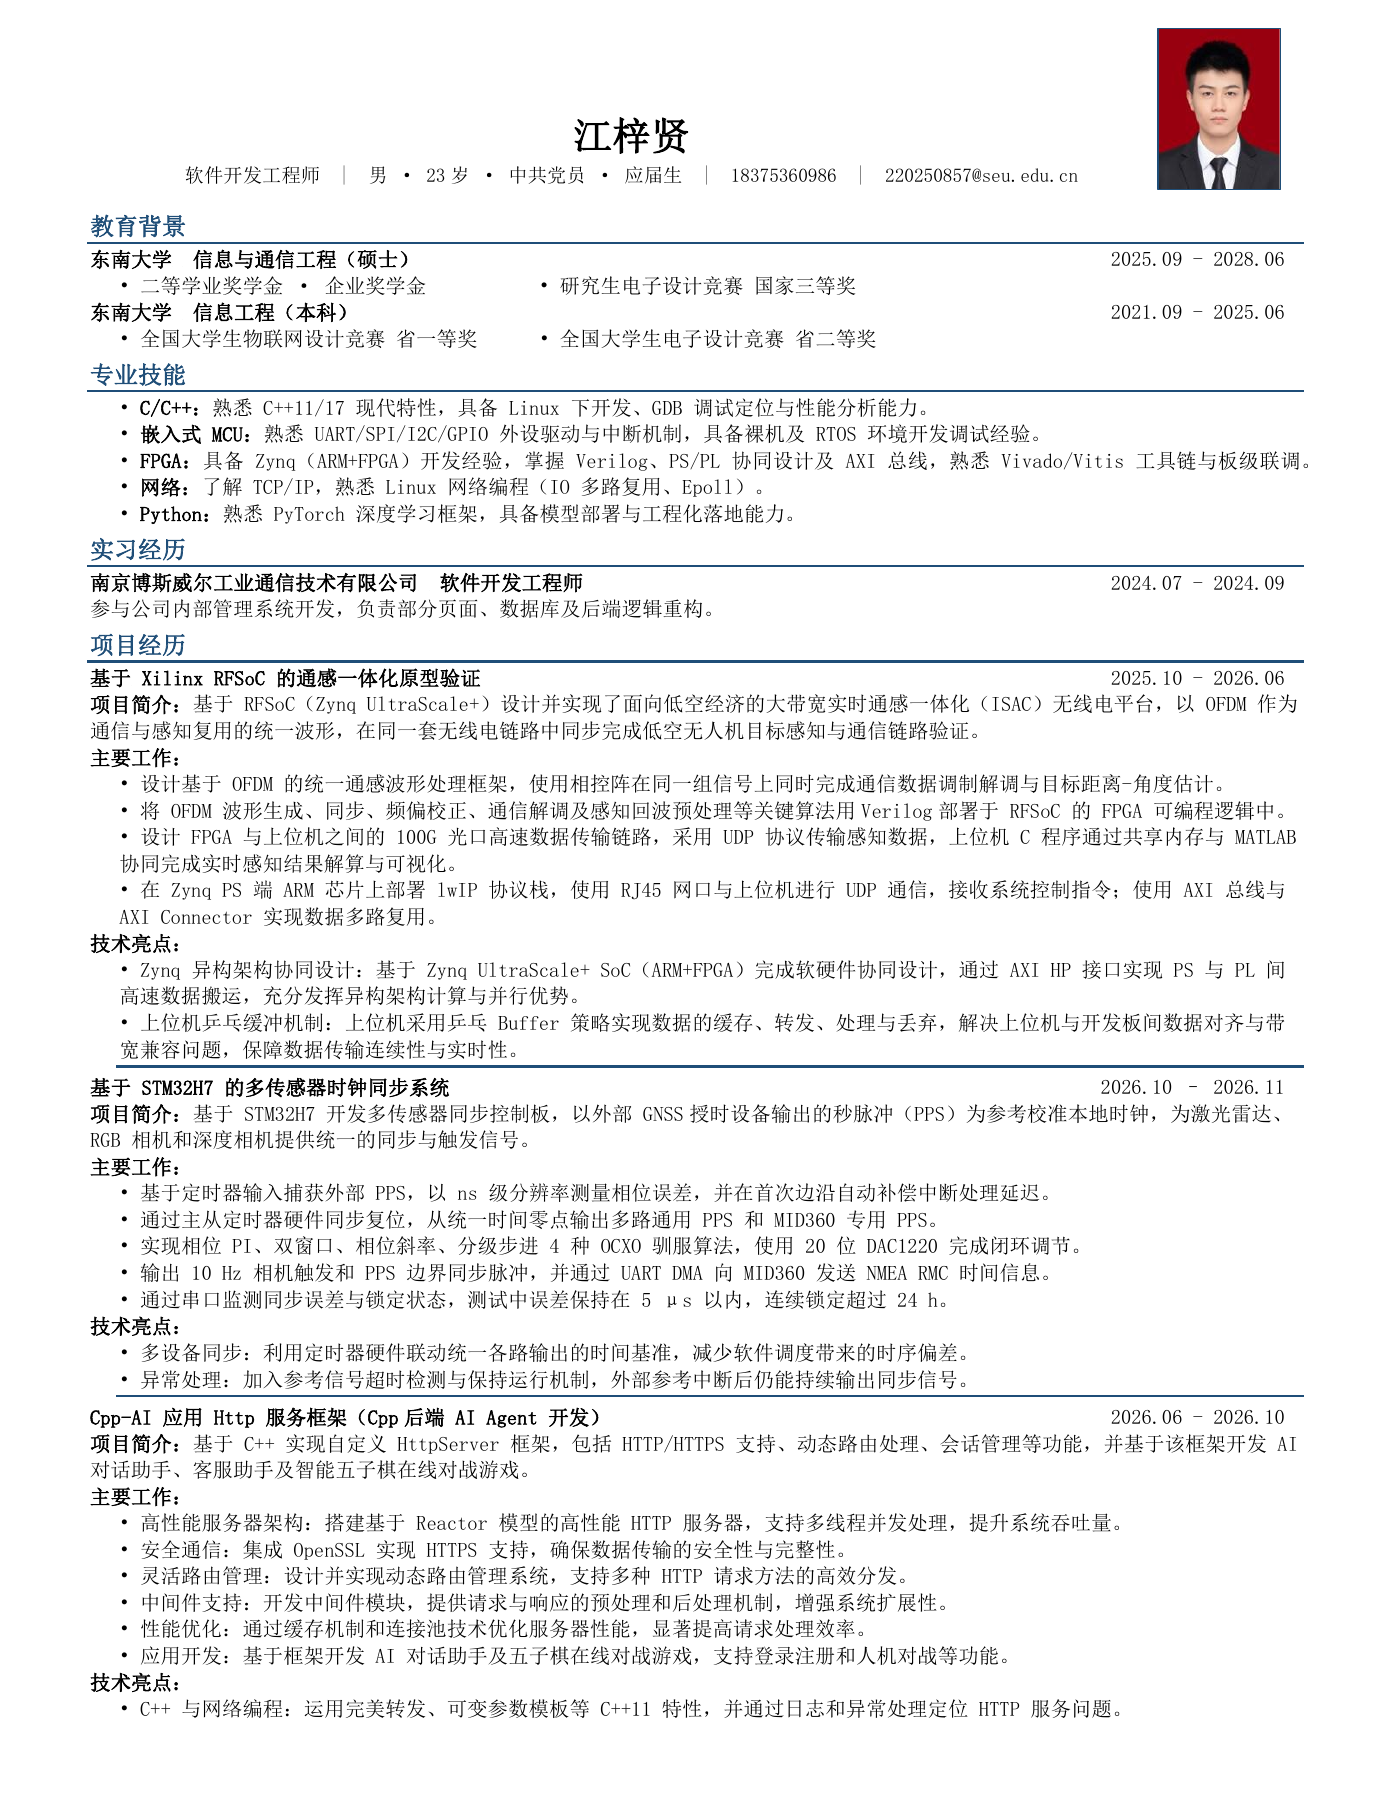 江梓贤
软件开发工程师 | 男 • 23 岁 • 中共党员 • 应届生 | 18375360986 | 220250857@seu.edu.cn
教育背景
东南大学 信息与通信工程（硕士） 2025.09 - 2028.06
• 二等学业奖学金 • 企业奖学金 • 研究生电子设计竞赛 国家三等奖
东南大学 信息工程（本科） 2021.09 - 2025.06
• 全国大学生物联网设计竞赛 省一等奖 • 全国大学生电子设计竞赛 省二等奖
专业技能
• C/C++：熟悉 C++11/17 现代特性，具备 Linux 下开发、GDB 调试定位与性能分析能力。
• 嵌入式 MCU：熟悉 UART/SPI/I2C/GPIO 外设驱动与中断机制，具备裸机及 RTOS 环境开发调试经验。
• FPGA：具备 Zynq（ARM+FPGA）开发经验，掌握 Verilog、PS/PL 协同设计及 AXI 总线，熟悉 Vivado/Vitis 工具链与板级联调。
• 网络：了解 TCP/IP，熟悉 Linux 网络编程（IO 多路复用、Epoll）。
• Python：熟悉 PyTorch 深度学习框架，具备模型部署与工程化落地能力。
实习经历
南京博斯威尔工业通信技术有限公司 软件开发工程师 2024.07 - 2024.09
参与公司内部管理系统开发，负责部分页面、数据库及后端逻辑重构。
项目经历
基于 Xilinx RFSoC 的通感一体化原型验证 2025.10 - 2026.06
项目简介：基于 RFSoC（Zynq UltraScale+）设计并实现了面向低空经济的大带宽实时通感一体化（ISAC）无线电平台，以 OFDM 作为
通信与感知复用的统一波形，在同一套无线电链路中同步完成低空无人机目标感知与通信链路验证。
主要工作：
• 设计基于 OFDM 的统一通感波形处理框架，使用相控阵在同一组信号上同时完成通信数据调制解调与目标距离-角度估计。
• 将 OFDM 波形生成、同步、频偏校正、通信解调及感知回波预处理等关键算法用 Verilog 部署于 RFSoC 的 FPGA 可编程逻辑中。
• 设计 FPGA 与上位机之间的 100G 光口高速数据传输链路，采用 UDP 协议传输感知数据，上位机 C 程序通过共享内存与 MATLAB
协同完成实时感知结果解算与可视化。
• 在 Zynq PS 端 ARM 芯片上部署 lwIP 协议栈，使用 RJ45 网口与上位机进行 UDP 通信，接收系统控制指令；使用 AXI 总线与
AXI Connector 实现数据多路复用。
技术亮点：
• Zynq 异构架构协同设计：基于 Zynq UltraScale+ SoC（ARM+FPGA）完成软硬件协同设计，通过 AXI HP 接口实现 PS 与 PL 间
高速数据搬运，充分发挥异构架构计算与并行优势。
• 上位机乒乓缓冲机制：上位机采用乒乓 Buffer 策略实现数据的缓存、转发、处理与丢弃，解决上位机与开发板间数据对齐与带
宽兼容问题，保障数据传输连续性与实时性。
基于 STM32H7 的多传感器时钟同步系统 2026.10 – 2026.11
项目简介：基于 STM32H7 开发多传感器同步控制板，以外部 GNSS 授时设备输出的秒脉冲（PPS）为参考校准本地时钟，为激光雷达、
RGB 相机和深度相机提供统一的同步与触发信号。
主要工作：
• 基于定时器输入捕获外部 PPS，以 ns 级分辨率测量相位误差，并在首次边沿自动补偿中断处理延迟。
• 通过主从定时器硬件同步复位，从统一时间零点输出多路通用 PPS 和 MID360 专用 PPS。
• 实现相位 PI、双窗口、相位斜率、分级步进 4 种 OCXO 驯服算法，使用 20 位 DAC1220 完成闭环调节。
• 输出 10 Hz 相机触发和 PPS 边界同步脉冲，并通过 UART DMA 向 MID360 发送 NMEA RMC 时间信息。
• 通过串口监测同步误差与锁定状态，测试中误差保持在 5 μs 以内，连续锁定超过 24 h。
技术亮点：
• 多设备同步：利用定时器硬件联动统一各路输出的时间基准，减少软件调度带来的时序偏差。
• 异常处理：加入参考信号超时检测与保持运行机制，外部参考中断后仍能持续输出同步信号。
Cpp-AI 应用 Http 服务框架（Cpp 后端 AI Agent 开发） 2026.06 - 2026.10
项目简介：基于 C++ 实现自定义 HttpServer 框架，包括 HTTP/HTTPS 支持、动态路由处理、会话管理等功能，并基于该框架开发 AI
对话助手、客服助手及智能五子棋在线对战游戏。
主要工作：
• 高性能服务器架构：搭建基于 Reactor 模型的高性能 HTTP 服务器，支持多线程并发处理，提升系统吞吐量。
• 安全通信：集成 OpenSSL 实现 HTTPS 支持，确保数据传输的安全性与完整性。
• 灵活路由管理：设计并实现动态路由管理系统，支持多种 HTTP 请求方法的高效分发。
• 中间件支持：开发中间件模块，提供请求与响应的预处理和后处理机制，增强系统扩展性。
• 性能优化：通过缓存机制和连接池技术优化服务器性能，显著提高请求处理效率。
• 应用开发：基于框架开发 AI 对话助手及五子棋在线对战游戏，支持登录注册和人机对战等功能。
技术亮点：
• C++ 与网络编程：运用完美转发、可变参数模板等 C++11 特性，并通过日志和异常处理定位 HTTP 服务问题。